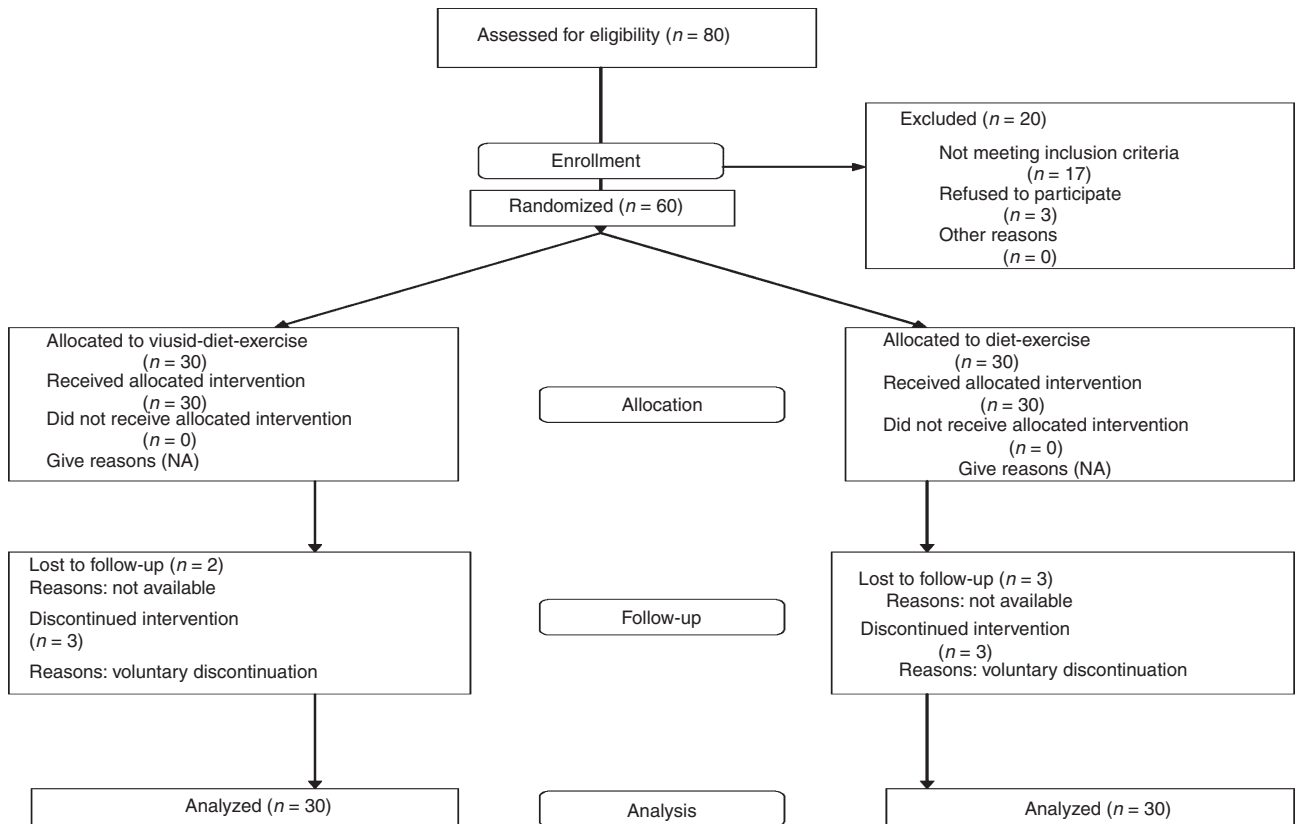 Assessed for eligibility (n = 80)
Excluded (n = 20)
Not meeting inclusion criteria
(n = 17)
Refused to participate
(n = 3)
Other reasons
(n = 0)
Enrollment
Randomized (n = 60)
Allocated to viusid-diet-exercise
(n = 30)
Received allocated intervention
(n = 30)
Did not receive allocated intervention
(n = 0)
Give reasons (NA)
Allocation
Allocated to diet-exercise
(n = 30)
Received allocated intervention
(n = 30)
Did not receive allocated intervention
(n = 0)
Give reasons (NA)
Lost to follow-up (n = 2)
Reasons: not available
Discontinued intervention
(n = 3)
Reasons: voluntary discontinuation
Follow-up
Lost to follow-up (n = 3)
Reasons: not available
Discontinued intervention
(n = 3)
Reasons: voluntary discontinuation
Analyzed (n = 30)
Analysis
Analyzed (n = 30)